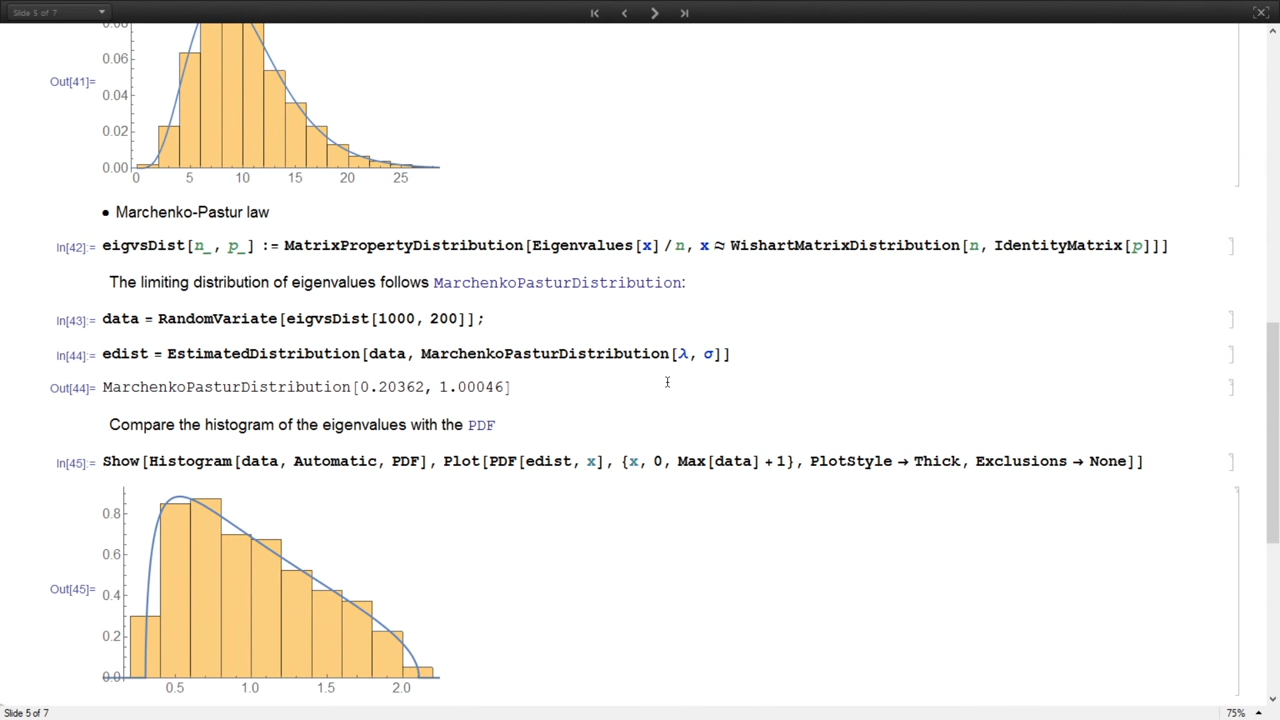 Slide 5 of 7
0.08
0.06
Out[41]=
0.04
0.02
0.00
0 5 10 15 20 25
• Marchenko-Pastur law
In[42]:= eigvsDist[n_, p_] := MatrixPropertyDistribution[Eigenvalues[x] / n, x ≈ WishartMatrixDistribution[n, IdentityMatrix[p]]]
The limiting distribution of eigenvalues follows MarchenkoPasturDistribution:
In[43]:= data = RandomVariate[eigvsDist[1000, 200]];
In[44]:= edist = EstimatedDistribution[data, MarchenkoPasturDistribution[λ, σ]]
Out[44]= MarchenkoPasturDistribution[0.20362, 1.00046]
Compare the histogram of the eigenvalues with the PDF
In[45]:= Show[Histogram[data, Automatic, PDF], Plot[PDF[edist, x], {x, 0, Max[data] + 1}, PlotStyle → Thick, Exclusions → None]]
0.8
0.6
Out[45]=
0.4
0.2
0.0
0.5 1.0 1.5 2.0
Slide 5 of 7 75%